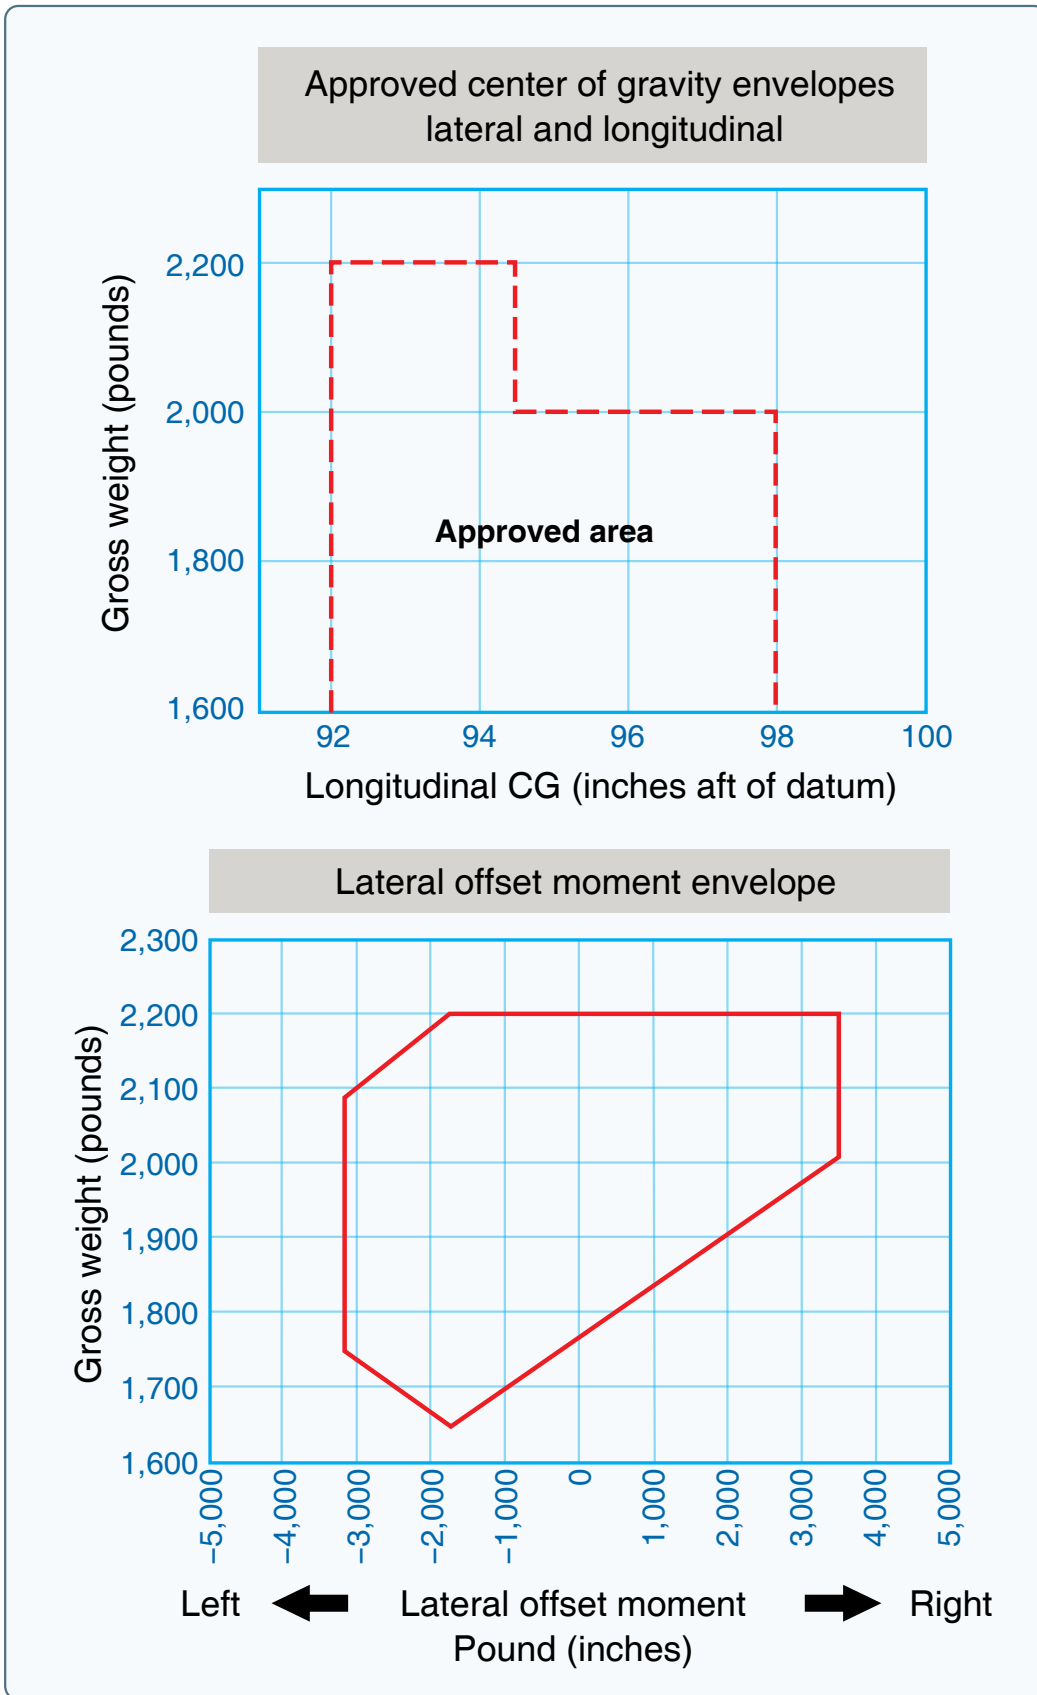 Approved center of gravity envelopes
lateral and longitudinal
Gross weight (pounds)
2,200
2,000
1,800
1,600
Approved area
92
94
96
98
100
Longitudinal CG (inches aft of datum)
Lateral offset moment envelope
Gross weight (pounds)
2,300
2,200
2,100
2,000
1,900
1,800
1,700
1,600
−5,000
−4,000
−3,000
−2,000
−1,000
0
1,000
2,000
3,000
4,000
5,000
Left
Lateral offset moment
Right
Pound (inches)